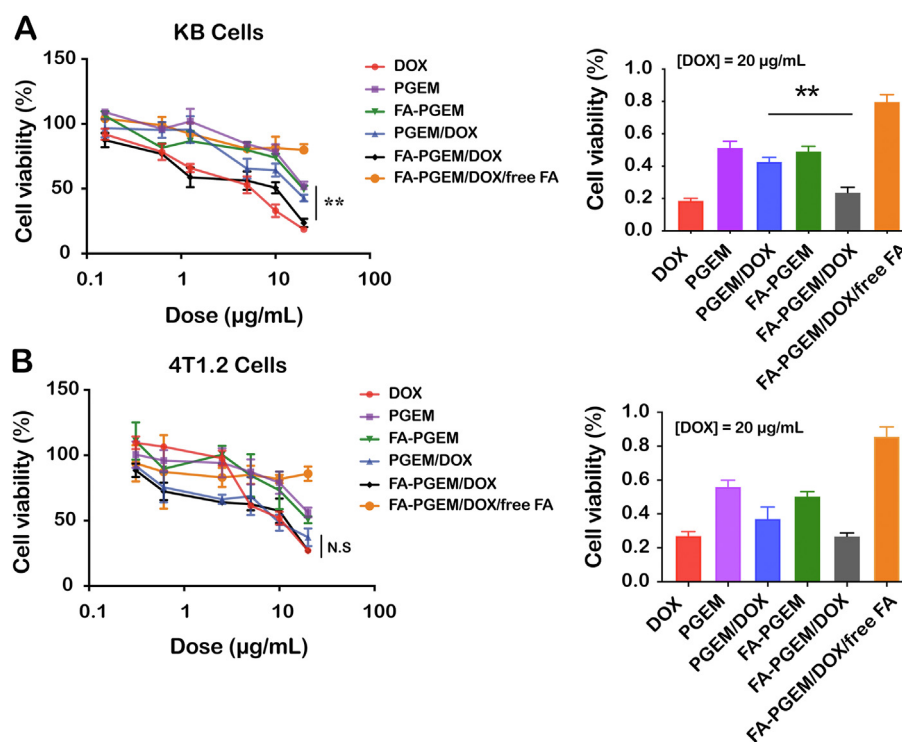 A
KB Cells
Cell viability (%)
150
100
50
0
0.1
1
10
100
Dose (µg/mL)
DOX
PGEM
FA-PGEM
PGEM/DOX
FA-PGEM/DOX
FA-PGEM/DOX/free FA
**
[DOX] = 20 µg/mL
**
Cell viability (%)
1.0
0.8
0.6
0.4
0.2
0.0
DOX
PGEM
PGEM/DOX
FA-PGEM
FA-PGEM/DOX
FA-PGEM/DOX/free FA
B
4T1.2 Cells
Cell viability (%)
150
100
50
0
0.1
1
10
100
Dose (µg/mL)
DOX
PGEM
FA-PGEM
PGEM/DOX
FA-PGEM/DOX
FA-PGEM/DOX/free FA
N.S
[DOX] = 20 µg/mL
Cell viability (%)
1.0
0.8
0.6
0.4
0.2
0.0
DOX
PGEM
PGEM/DOX
FA-PGEM
FA-PGEM/DOX
FA-PGEM/DOX/free FA